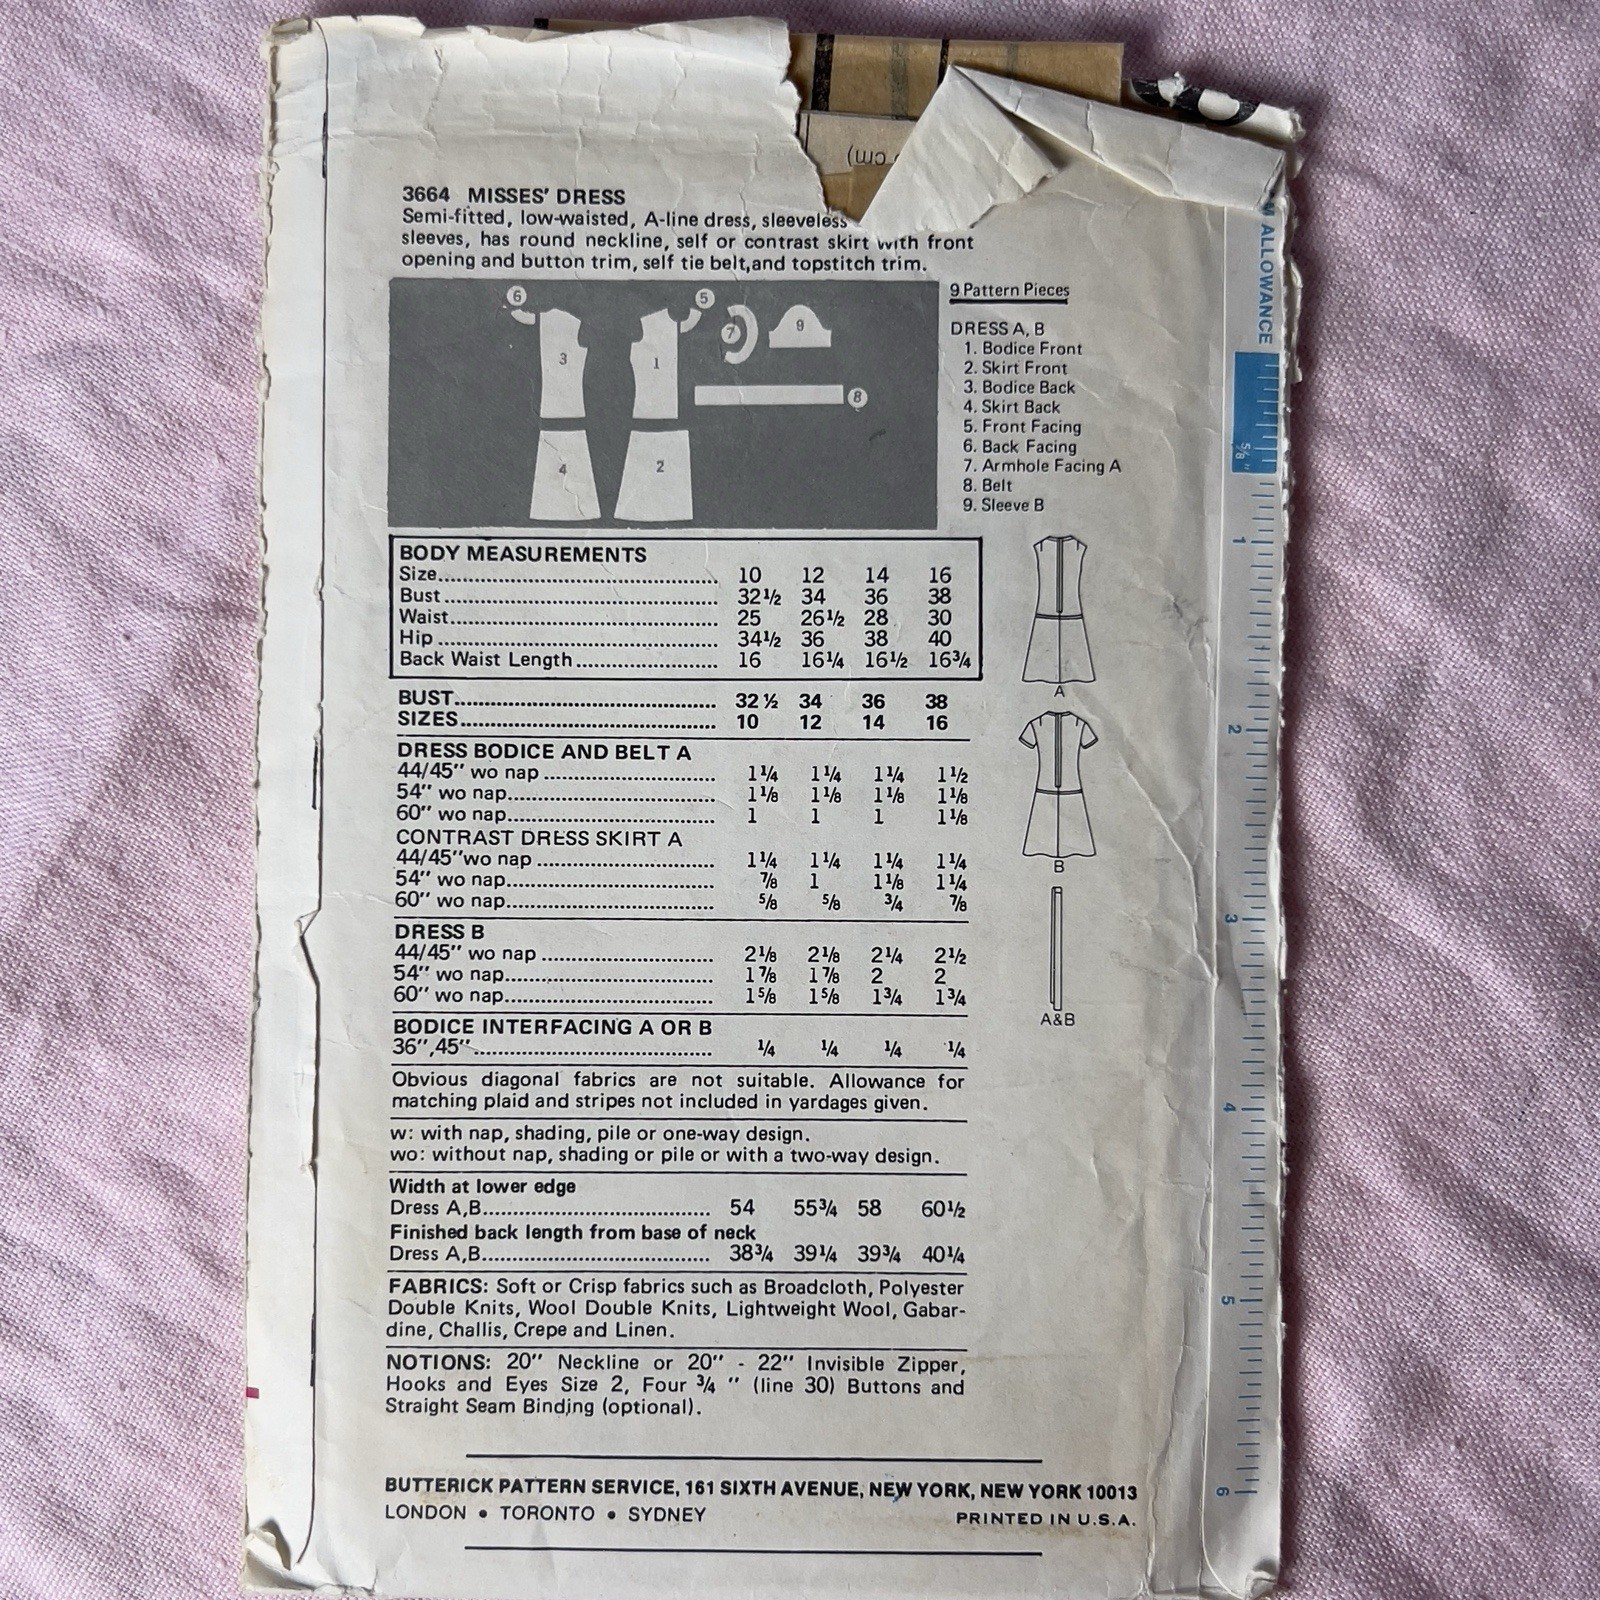 cm)
3664 MISSES' DRESS
Semi-fitted, low-waisted, A-line dress, sleeveless
sleeves, has round neckline, self or contrast skirt with front
opening and button trim, self tie belt,and topstitch trim.
6
5
7
9
3
1
8
4
2
9 Pattern Pieces
DRESS A, B
1. Bodice Front
2. Skirt Front
3. Bodice Back
4. Skirt Back
5. Front Facing
6. Back Facing
7. Armhole Facing A
8. Belt
9. Sleeve B
BODY MEASUREMENTS
Size 10 12 14 16
Bust 32½ 34 36 38
Waist 25 26½ 28 30
Hip 34½ 36 38 40
Back Waist Length 16 16¼ 16½ 16¾
BUST 32 ½ 34 36 38
SIZES 10 12 14 16
DRESS BODICE AND BELT A
44/45" wo nap 1¼ 1¼ 1¼ 1½
54" wo nap 1⅛ 1⅛ 1⅛ 1⅛
60" wo nap 1 1 1 1⅛
CONTRAST DRESS SKIRT A
44/45"wo nap 1¼ 1¼ 1¼ 1¼
54" wo nap ⅞ 1 1⅛ 1¼
60" wo nap ⅝ ⅝ ¾ ⅞
DRESS B
44/45" wo nap 2⅛ 2⅛ 2¼ 2½
54" wo nap 1⅞ 1⅞ 2 2
60" wo nap 1⅝ 1⅝ 1¾ 1¾
BODICE INTERFACING A OR B
36",45" ¼ ¼ ¼ ¼
Obvious diagonal fabrics are not suitable. Allowance for
matching plaid and stripes not included in yardages given.
w: with nap, shading, pile or one-way design.
wo: without nap, shading or pile or with a two-way design.
Width at lower edge
Dress A,B 54 55¾ 58 60½
Finished back length from base of neck
Dress A,B 38¾ 39¼ 39¾ 40¼
FABRICS: Soft or Crisp fabrics such as Broadcloth, Polyester
Double Knits, Wool Double Knits, Lightweight Wool, Gabar-
dine, Challis, Crepe and Linen.
NOTIONS: 20" Neckline or 20" - 22" Invisible Zipper,
Hooks and Eyes Size 2, Four ¾ " (line 30) Buttons and
Straight Seam Binding (optional).
BUTTERICK PATTERN SERVICE, 161 SIXTH AVENUE, NEW YORK, NEW YORK 10013
LONDON • TORONTO • SYDNEY
PRINTED IN U.S.A.
A
B
A&B
ALLOWANCE
⅝"
1
2
3
4
5
6